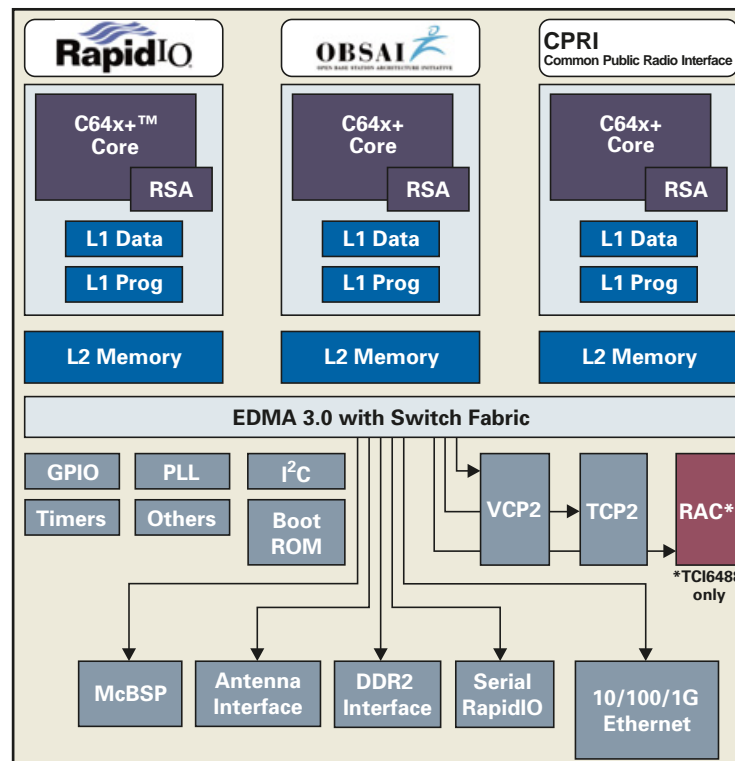 RapidIO
OBSAI
OPEN BASE STATION ARCHITECTURE INITIATIVE
CPRI
Common Public Radio Interface
C64x+™
Core
RSA
L1 Data
L1 Prog
L2 Memory
C64x+
Core
RSA
L1 Data
L1 Prog
L2 Memory
C64x+
Core
RSA
L1 Data
L1 Prog
L2 Memory
EDMA 3.0 with Switch Fabric
GPIO
PLL
I²C
Timers
Others
Boot
ROM
VCP2
TCP2
RAC*
*TCI6488
only
McBSP
Antenna
Interface
DDR2
Interface
Serial
RapidIO
10/100/1G
Ethernet